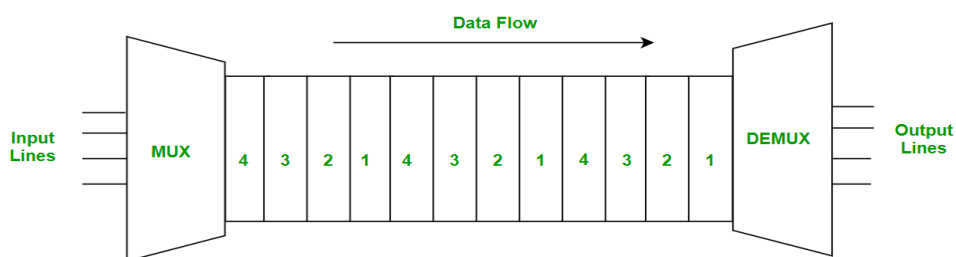 Data Flow
Input
Lines
MUX
4 3 2 1 4 3 2 1 4 3 2 1
DEMUX
Output
Lines